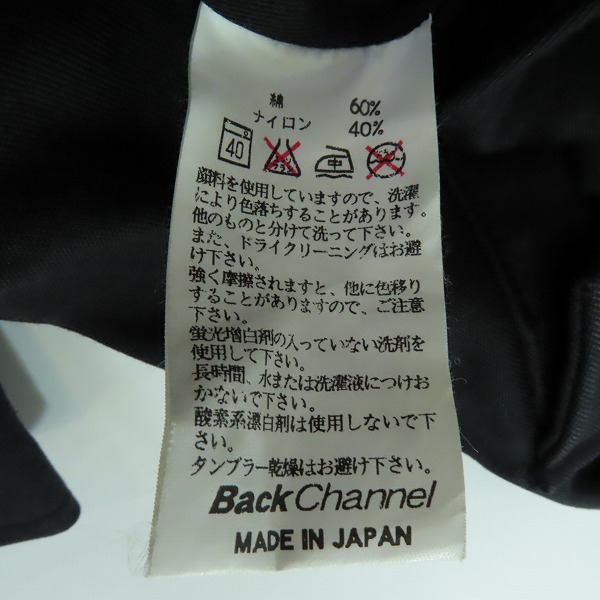 綿 60%
ナイロン 40%
40 中
顔料を使用していますので、洗濯
により色落ちすることがあります。
他のものと分けて洗って下さい。
また、ドライクリーニングはお避
け下さい。
強く摩擦されますと、他に色移り
することがありますので、ご注意
下さい。
蛍光増白剤の入っていない洗剤を
使用して下さい。
長時間、水または洗濯液につけお
かないで下さい。
酸素系漂白剤は使用しないで下
さい。
タンブラー乾燥はお避け下さい。
BackChannel
MADE IN JAPAN